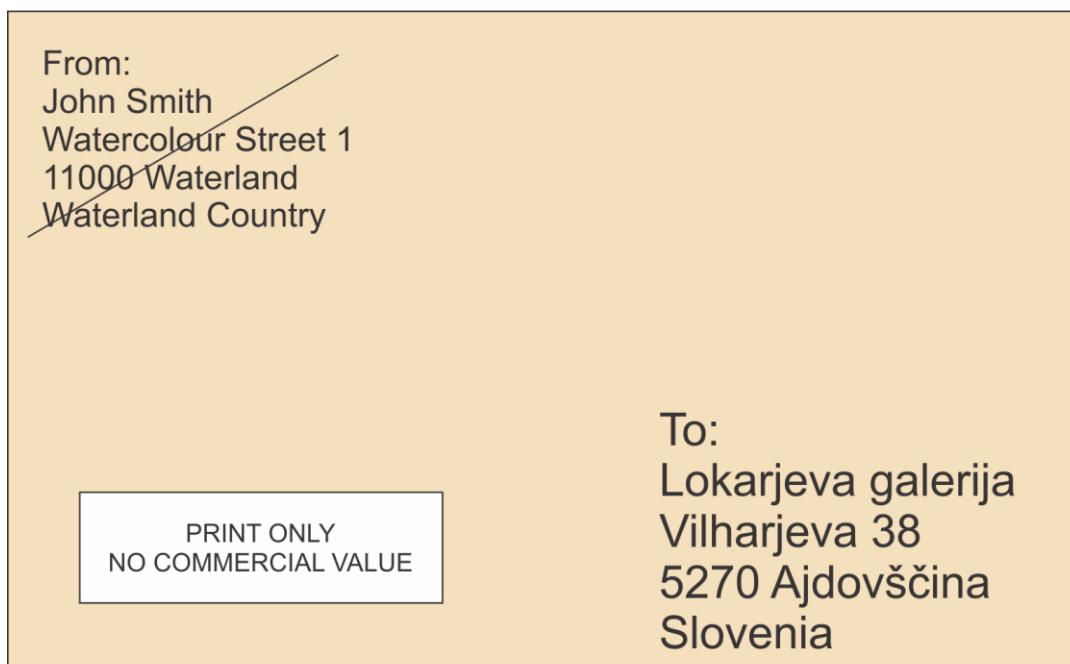 From:
John Smith
Watercolour Street 1
11000 Waterland
Waterland Country
PRINT ONLY
NO COMMERCIAL VALUE
To:
Lokarjeva galerija
Vilharjeva 38
5270 Ajdovščina
Slovenia